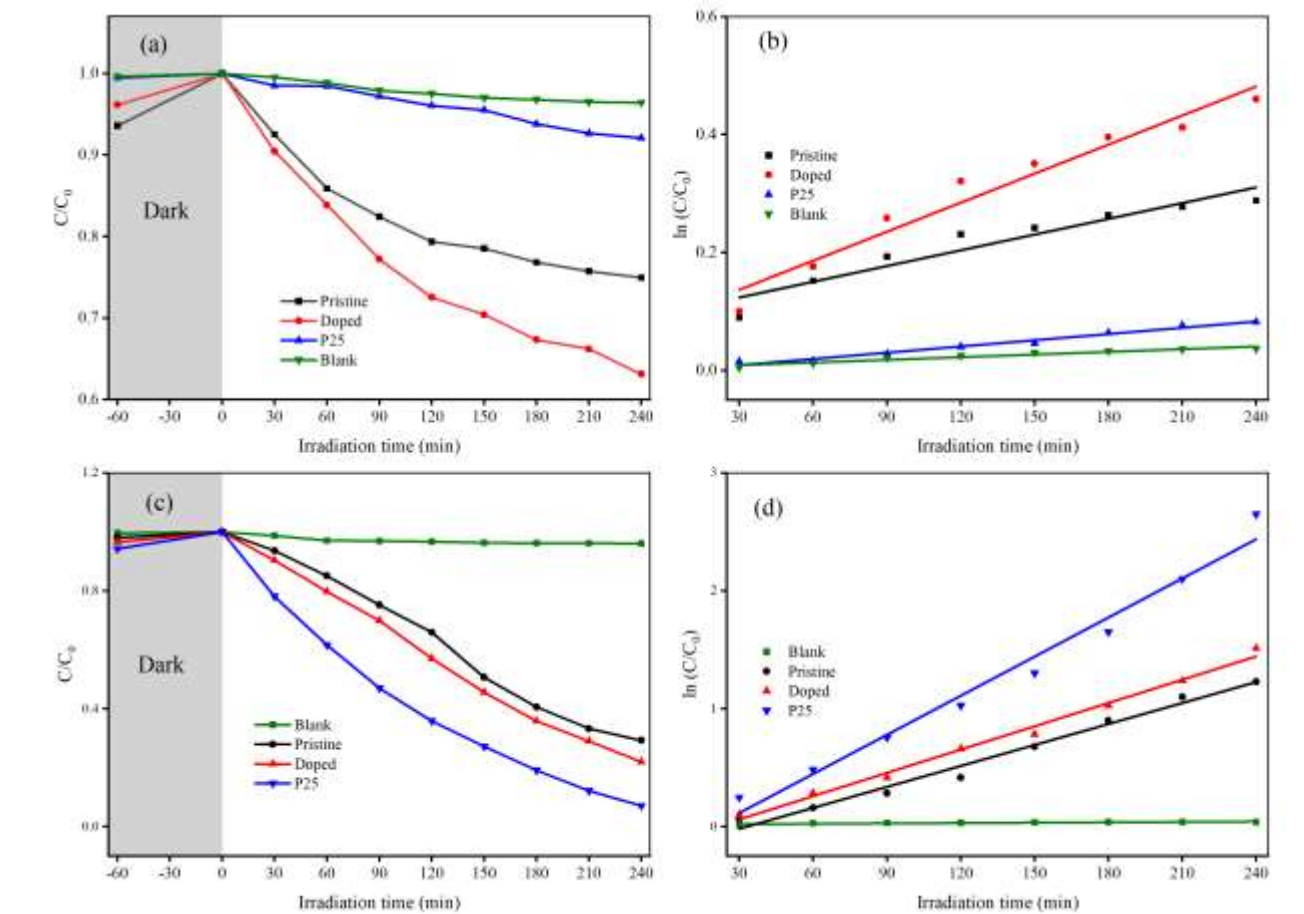 (a)
1.0
0.9
0.8
0.7
0.6
C/C0
Dark
Pristine
Doped
P25
Blank
-60 -30 0 30 60 90 120 150 180 210 240
Irradiation time (min)
(b)
0.6
0.4
0.2
0.0
ln (C/C0)
Pristine
Doped
P25
Blank
30 60 90 120 150 180 210 240
Irradiation time (min)
(c)
1.2
0.8
0.4
0.0
C/C0
Dark
Blank
Pristine
Doped
P25
-60 -30 0 30 60 90 120 150 180 210 240
Irradiation time (min)
(d)
3
2
1
0
ln (C/C0)
Blank
Pristine
Doped
P25
30 60 90 120 150 180 210 240
Irradiation time (min)